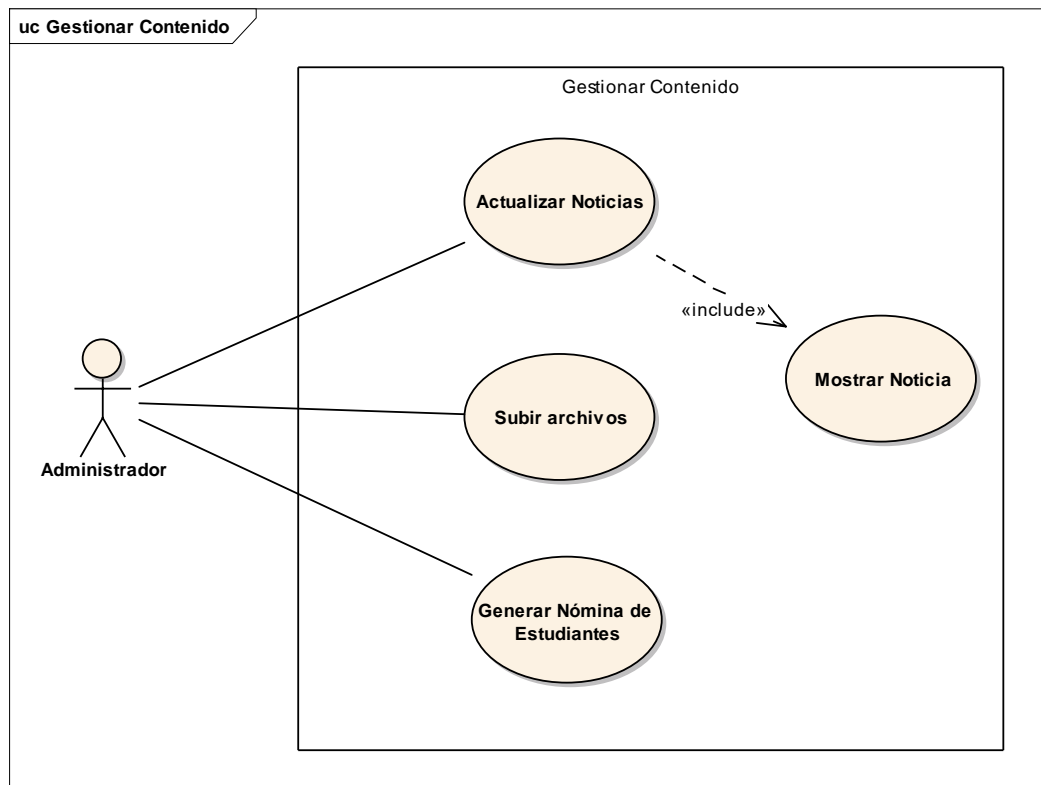 uc Gestionar Contenido
Gestionar Contenido
Actualizar Noticias
«include»
Mostrar Noticia
Subir archivos
Administrador
Generar Nómina de
Estudiantes